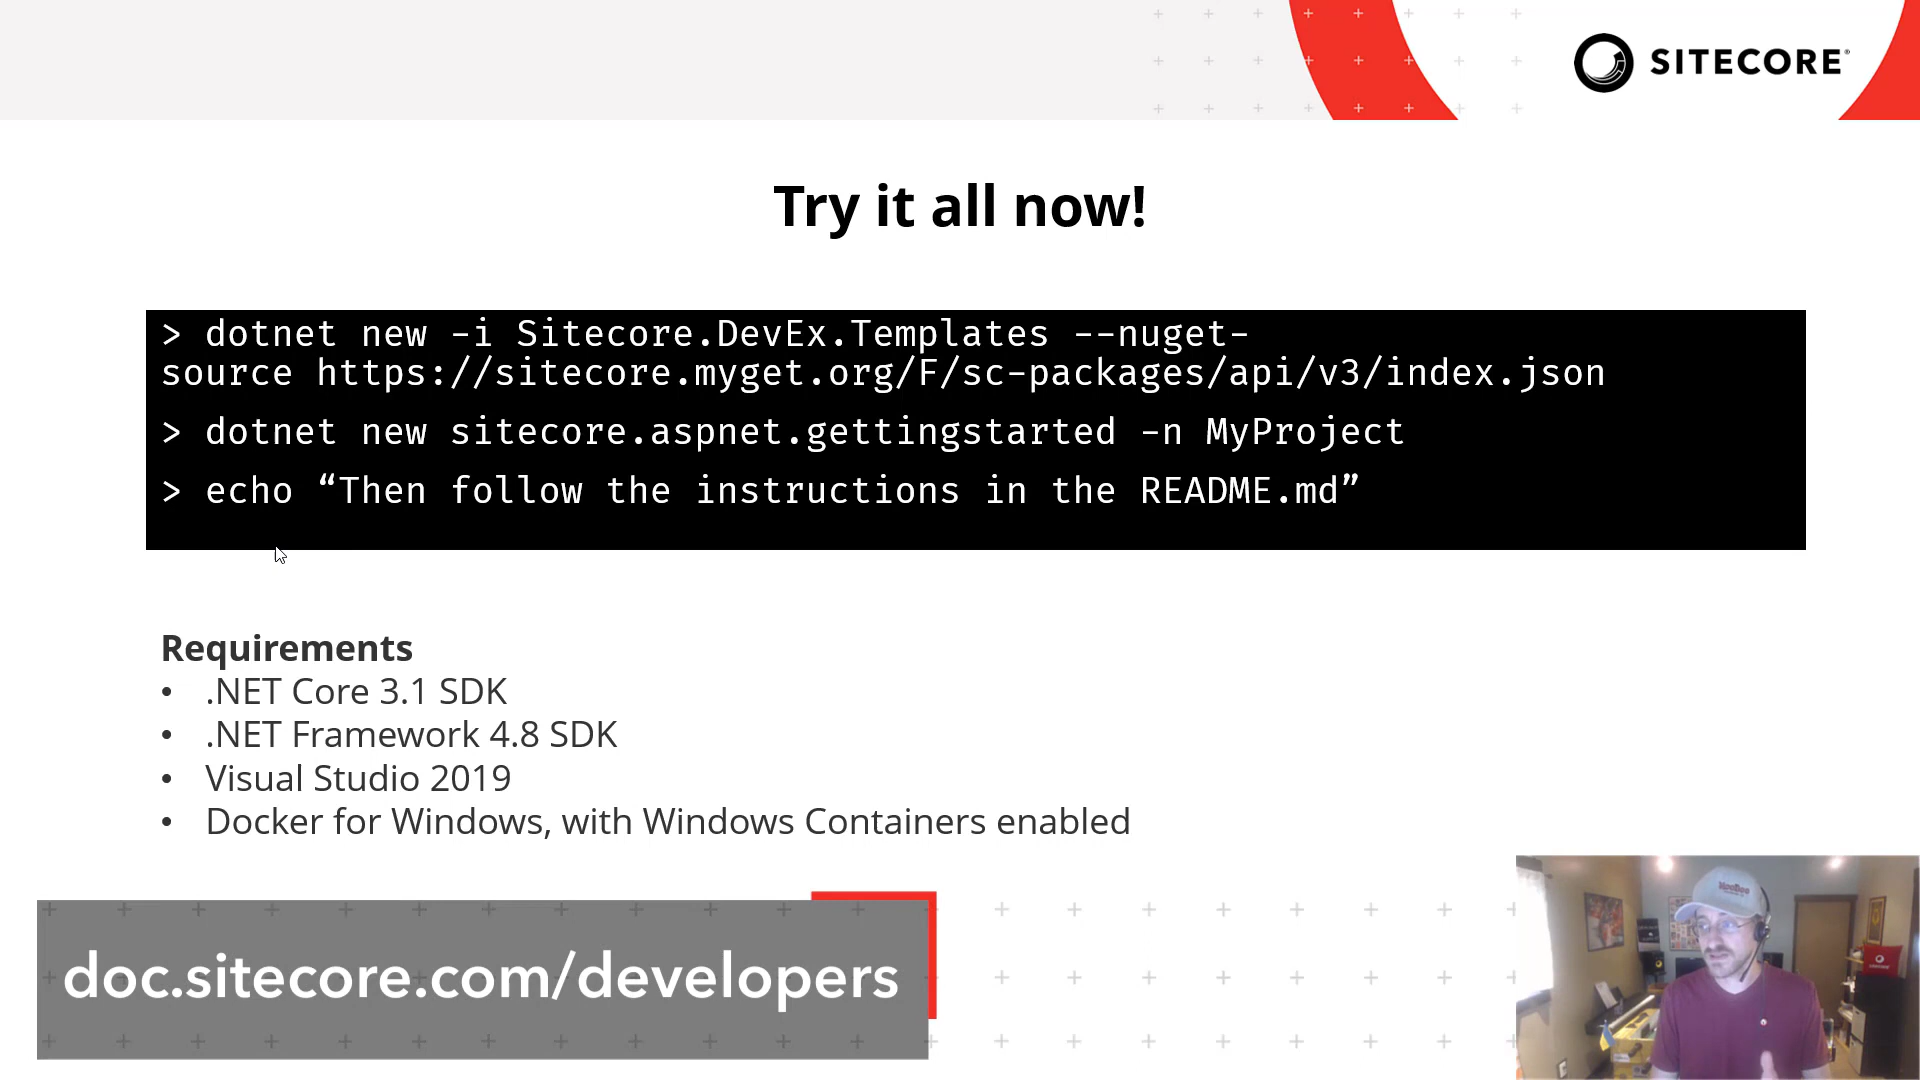 SITECORE
Try it all now!
> dotnet new -i Sitecore.DevEx.Templates --nuget-
source https://sitecore.myget.org/F/sc-packages/api/v3/index.json
> dotnet new sitecore.aspnet.gettingstarted -n MyProject
> echo “Then follow the instructions in the README.md”
Requirements
• .NET Core 3.1 SDK
• .NET Framework 4.8 SDK
• Visual Studio 2019
• Docker for Windows, with Windows Containers enabled
doc.sitecore.com/developers